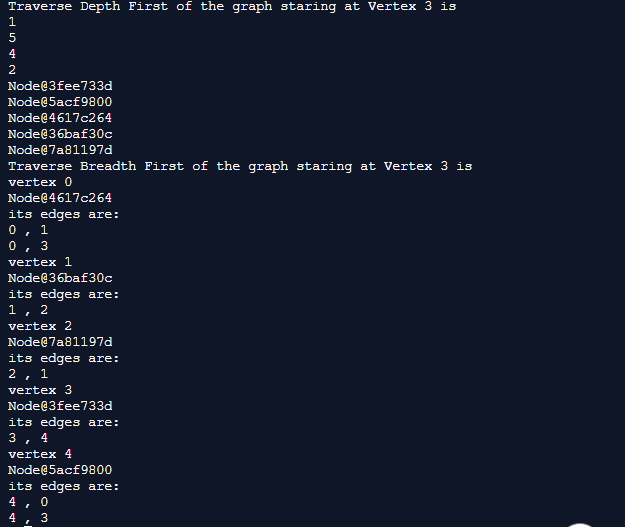 Traverse Depth First of the graph staring at Vertex 3 is
1
5
4
2
Node@3fee733d
Node@5acf9800
Node@4617c264
Node@36baf30c
Node@7a81197d
Traverse Breadth First of the graph staring at Vertex 3 is
vertex 0
Node@4617c264
its edges are:
0 , 1
0 , 3
vertex 1
Node@36baf30c
its edges are:
1 , 2
vertex 2
Node@7a81197d
its edges are:
2 , 1
vertex 3
Node@3fee733d
its edges are:
3 , 4
vertex 4
Node@5acf9800
its edges are:
4 , 0
4 , 3